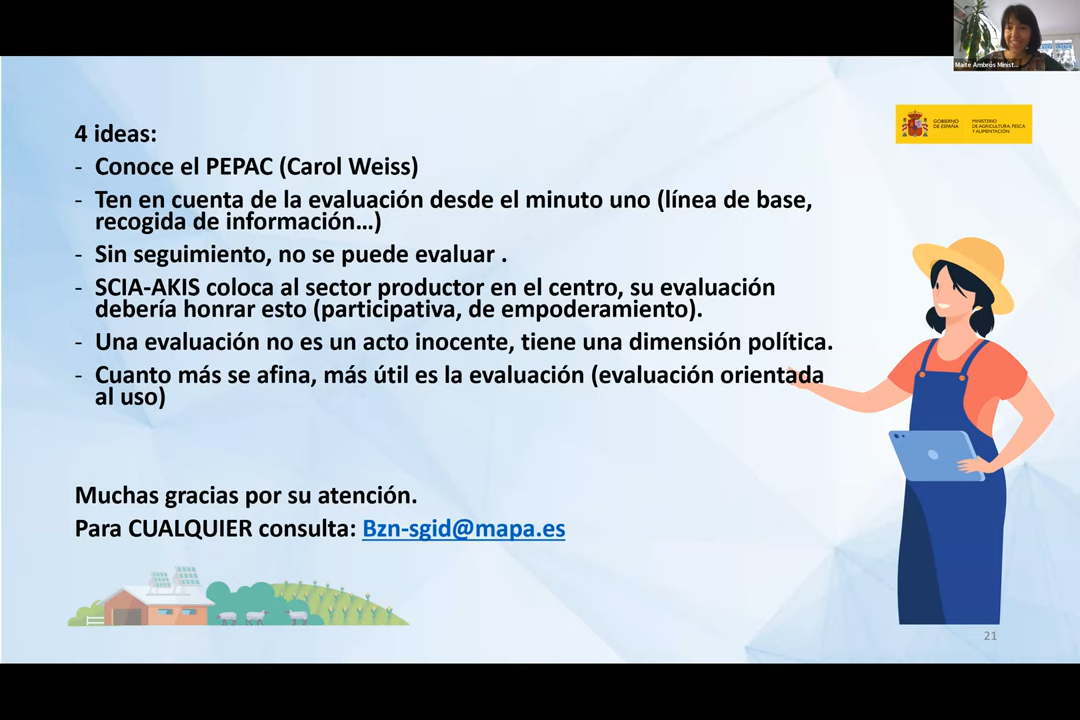 Maite Ambrós Minist...
4 ideas:
GOBIERNO
DE ESPAÑA
MINISTERIO
DE AGRICULTURA, PESCA
Y ALIMENTACIÓN
- Conoce el PEPAC (Carol Weiss)
- Ten en cuenta de la evaluación desde el minuto uno (línea de base,
recogida de información...)
- Sin seguimiento, no se puede evaluar .
- SCIA-AKIS coloca al sector productor en el centro, su evaluación
debería honrar esto (participativa, de empoderamiento).
- Una evaluación no es un acto inocente, tiene una dimensión política.
- Cuanto más se afina, más útil es la evaluación (evaluación orientada
al uso)
Muchas gracias por su atención.
Para CUALQUIER consulta: Bzn-sgid@mapa.es
21